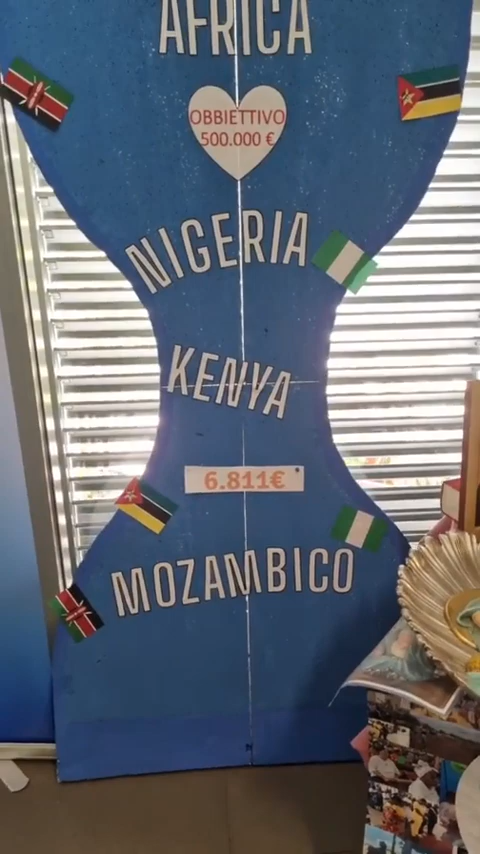 AFRICA
OBBIETTIVO
500.000 €
NIGERIA
KENYA
6.811€
MOZAMBICO